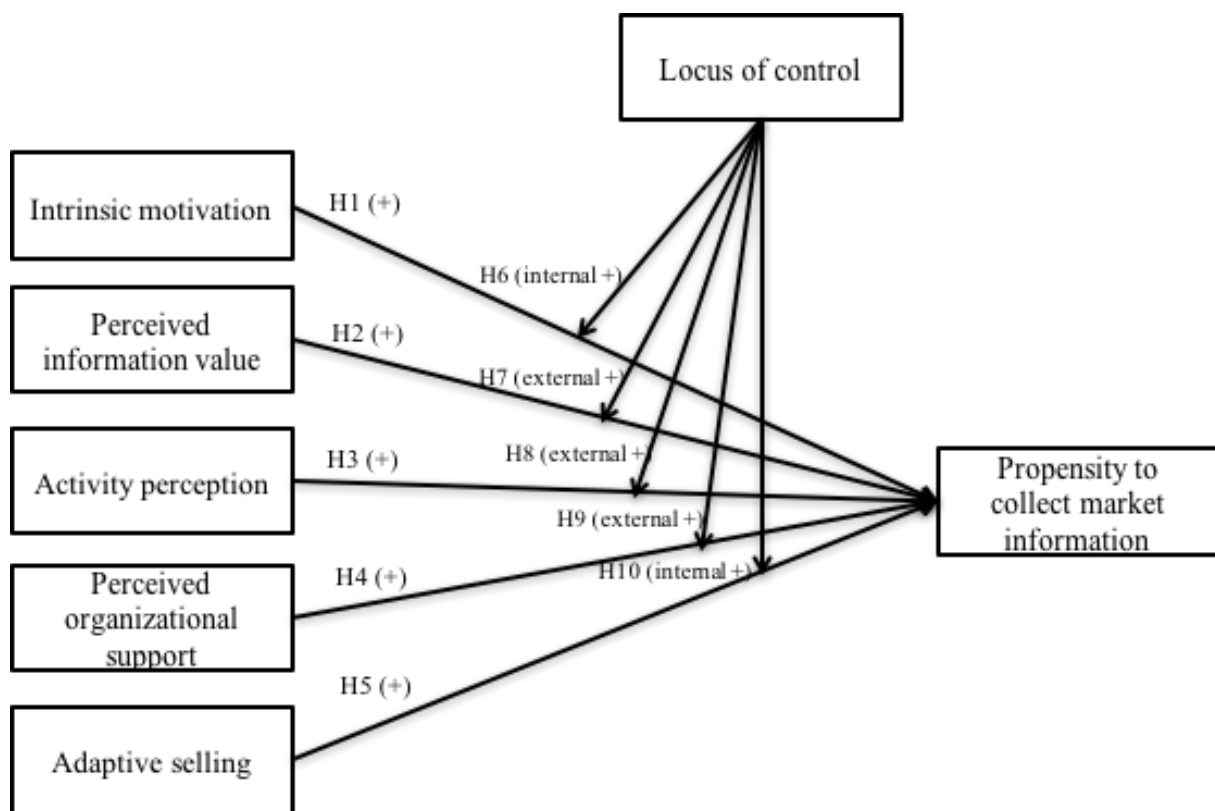 Locus of control
Intrinsic motivation
H1 (+)
H6 (internal +)
Perceived
information value
H2 (+)
H7 (external +)
Activity perception
H3 (+)
H8 (external +)
Propensity to
collect market
information
H9 (external +)
Perceived
organizational
support
H4 (+)
H10 (internal +)
H5 (+)
Adaptive selling